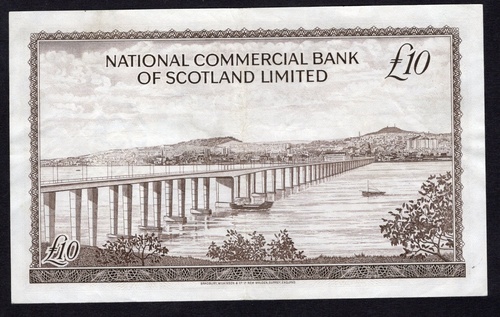 NATIONAL COMMERCIAL BANK
OF SCOTLAND LIMITED
£10
£10